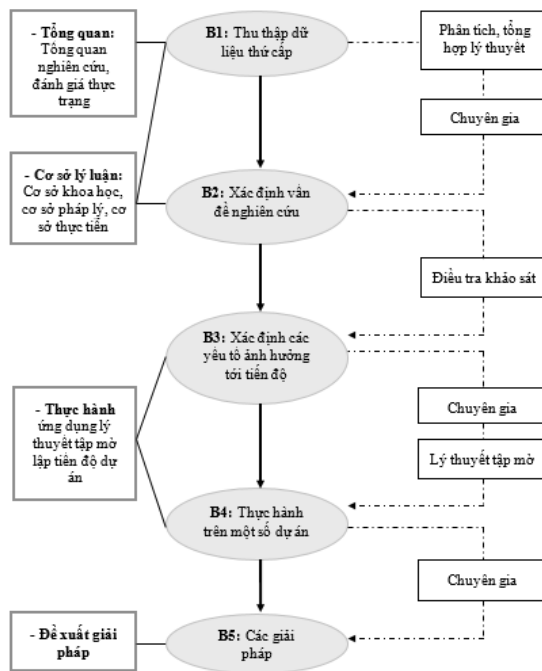 - Tổng quan:
Tổng quan
nghiên cứu,
đánh giá thực
trạng
B1: Thu thập dữ
liệu thứ cấp
Phân tích, tổng
hợp lý thuyết
Chuyên gia
- Cơ sở lý luận:
Cơ sở khoa học,
cơ sở pháp lý, cơ
sở thực tiễn
B2: Xác định vấn
đề nghiên cứu
Điều tra khảo sát
B3: Xác định các
yếu tố ảnh hưởng
tới tiến độ
- Thực hành
ứng dụng lý
thuyết tập mờ
lập tiến độ dự
án
Chuyên gia
Lý thuyết tập mờ
B4: Thực hành
trên một số dự án
Chuyên gia
- Đề xuất giải
pháp
B5: Các giải
pháp